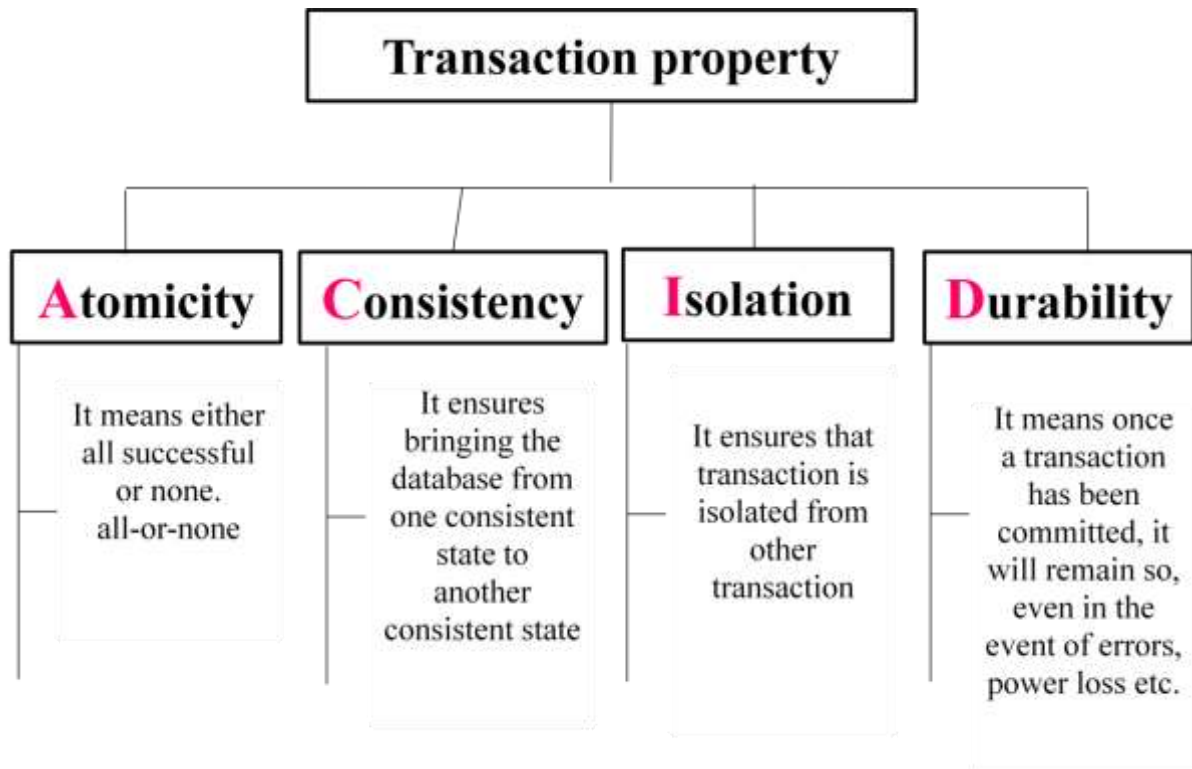 Transaction property
Atomicity
Consistency
Isolation
Durability
It means either
all successful
or none.
all-or-none
It ensures
bringing the
database from
one consistent
state to
another
consistent state
It ensures that
transaction is
isolated from
other
transaction
It means once
a transaction
has been
committed, it
will remain so,
even in the
event of errors,
power loss etc.